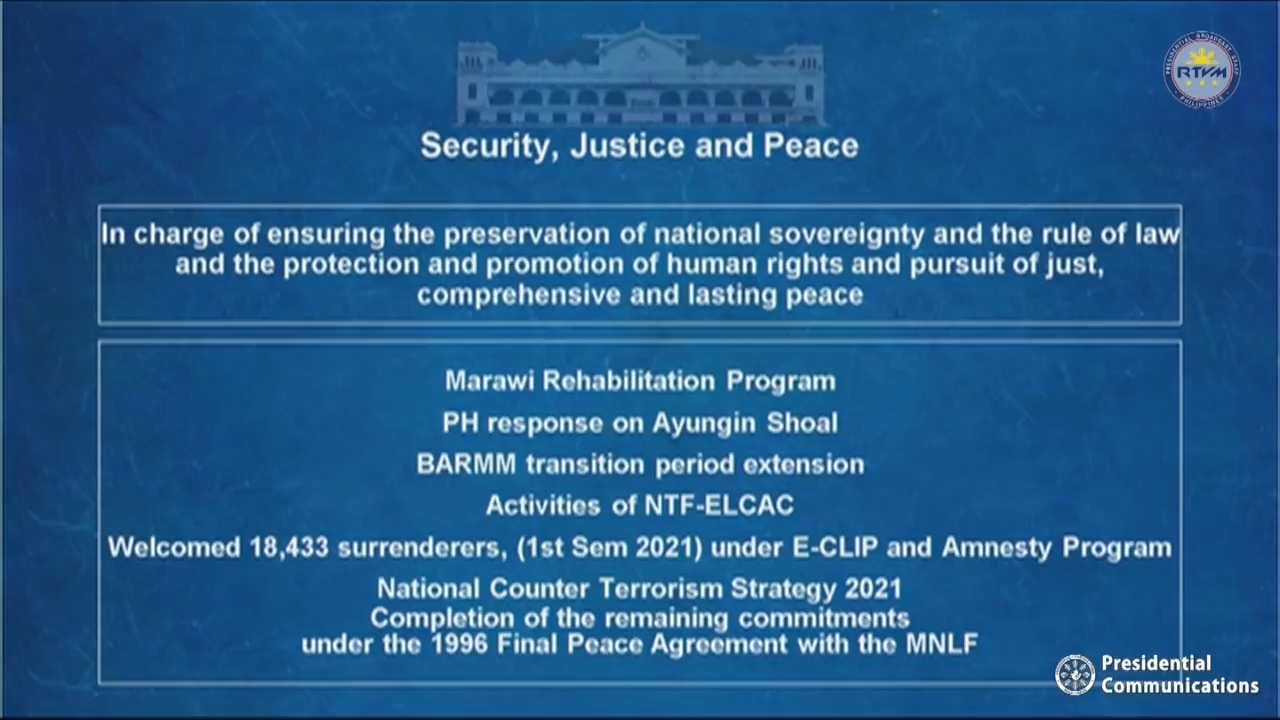 PRESIDENTIAL BROADCAST STAFF
RTVM
PHILIPPINES
Security, Justice and Peace
In charge of ensuring the preservation of national sovereignty and the rule of law
and the protection and promotion of human rights and pursuit of just,
comprehensive and lasting peace
Marawi Rehabilitation Program
PH response on Ayungin Shoal
BARMM transition period extension
Activities of NTF-ELCAC
Welcomed 18,433 surrenderers, (1st Sem 2021) under E-CLIP and Amnesty Program
National Counter Terrorism Strategy 2021
Completion of the remaining commitments
under the 1996 Final Peace Agreement with the MNLF
Presidential
Communications